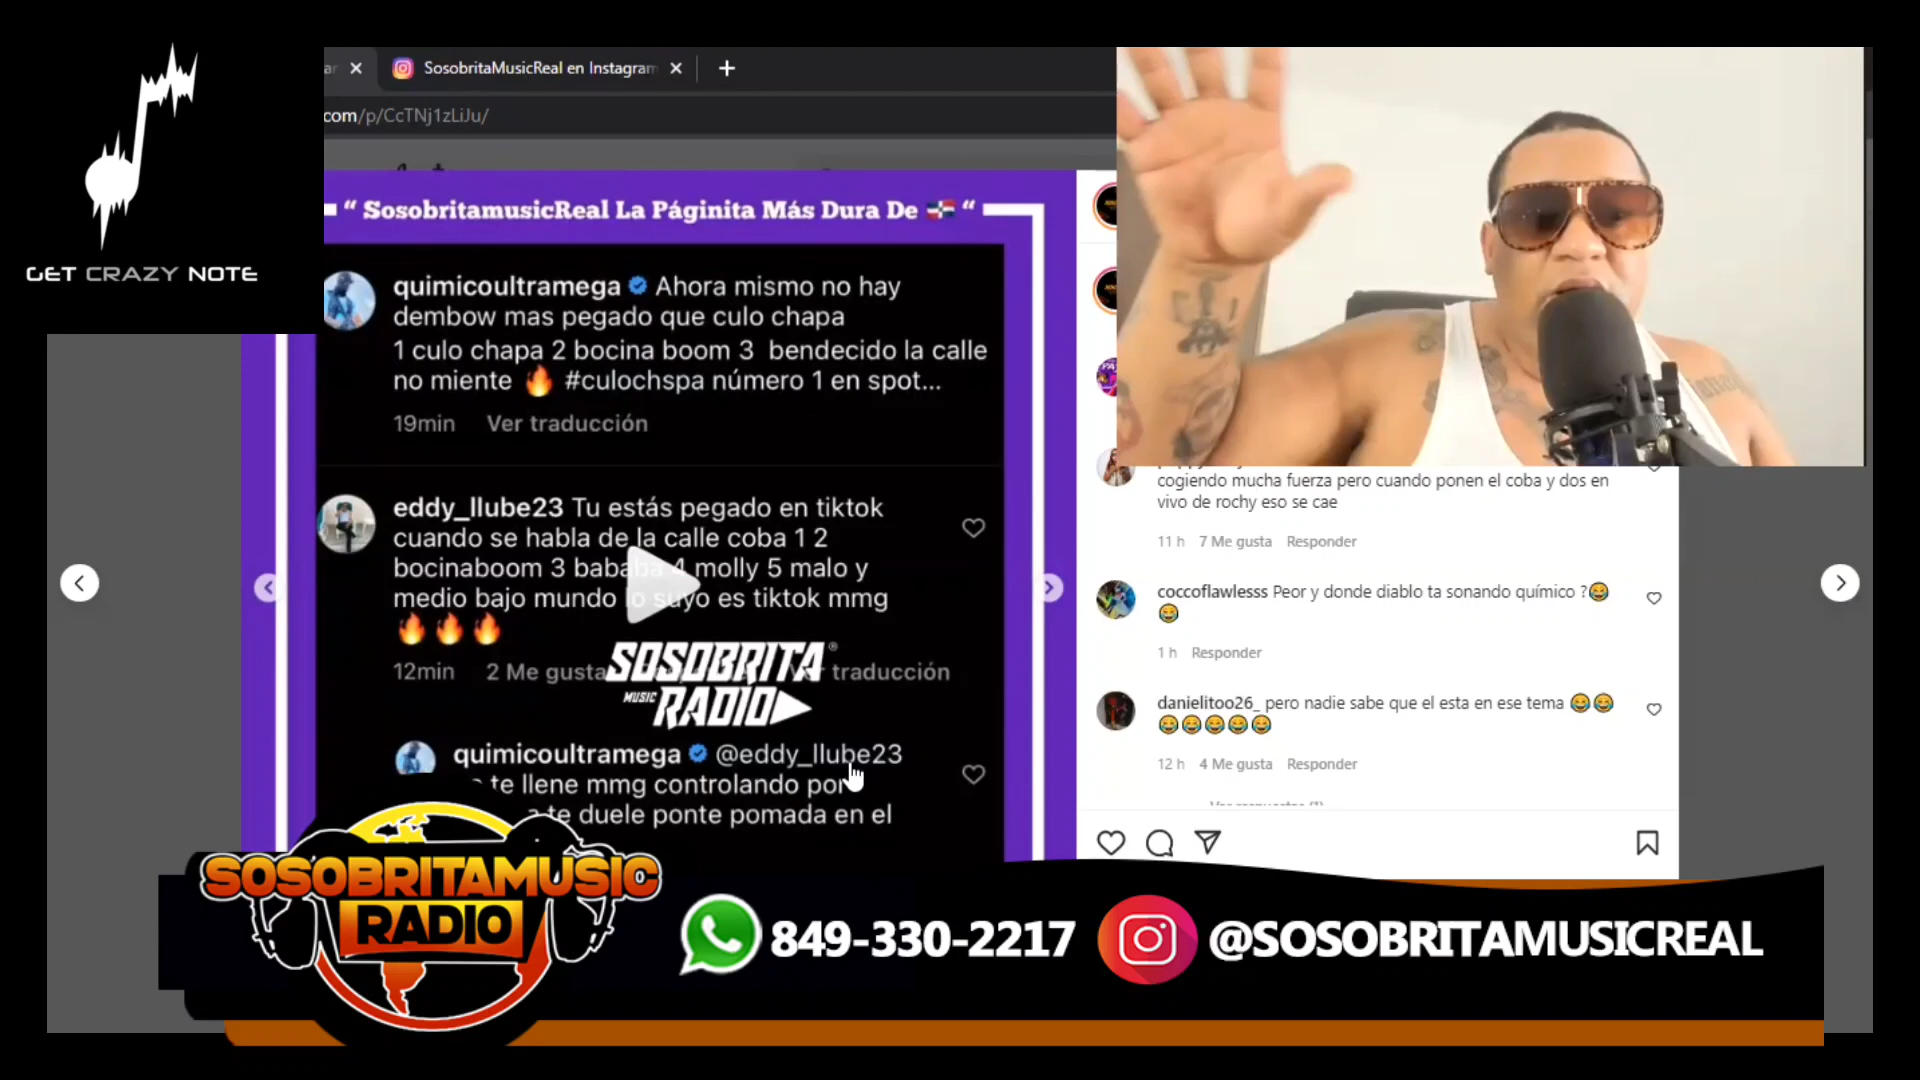 SosobritaMusicReal en Instagram
com/p/CcTNj1zLiJu/
GET CRAZY NOTE
“ SosobritamusicReal La Páginita Más Dura De “
quimicoultramega Ahora mismo no hay
dembow mas pegado que culo chapa
1 culo chapa 2 bocina boom 3 bendecido la calle
no miente #culochspa número 1 en spot...
19min Ver traducción
eddy_llube23 Tu estás pegado en tiktok
cuando se habla de la calle coba 1 2
bocinaboom 3 bababa 4 molly 5 malo y
medio bajo mundo lo suyo es tiktok mmg
12min 2 Me gusta traducción
SOSOBRITA
MUSIC RADIO
quimicoultramega @eddy_llube23
te llene mmg controlando por
te duele ponte pomada en el
cogiendo mucha fuerza pero cuando ponen el coba y dos en
vivo de rochy eso se cae
11 h 7 Me gusta Responder
coccoflawlesss Peor y donde diablo ta sonando químico ?
1 h Responder
danielitoo26_ pero nadie sabe que el esta en ese tema
12 h 4 Me gusta Responder
SOSOBRITAMUSIC
RADIO
849-330-2217
@SOSOBRITAMUSICREAL